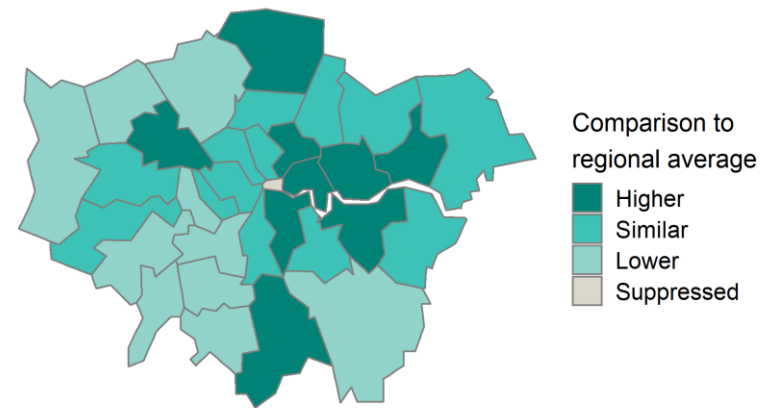 Comparison to
regional average
Higher
Similar
Lower
Suppressed